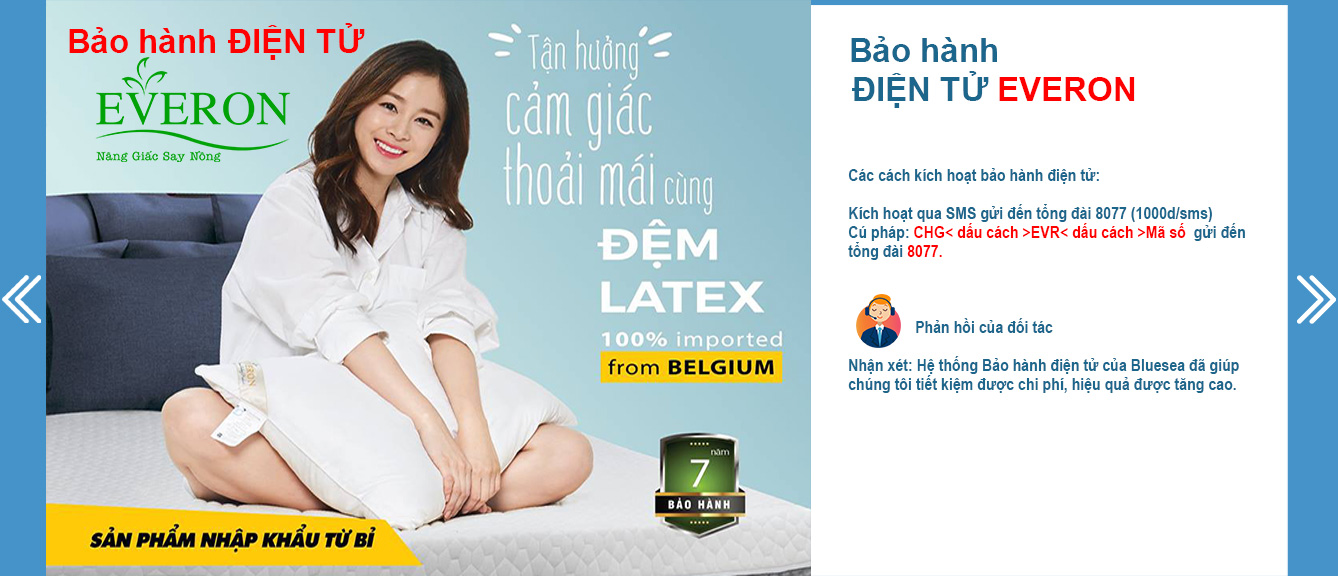 Bảo hành ĐIỆN TỬ
EVERON
Nâng Giấc Say Nồng
Tận hưởng
cảm giác
thoải mái cùng
ĐỆM
LATEX
100% imported
from BELGIUM
EVERON
năm
7
BẢO HÀNH
SẢN PHẨM NHẬP KHẨU TỪ BỈ
Bảo hành
ĐIỆN TỬ EVERON
Các cách kích hoạt bảo hành điện tử:
Kích hoạt qua SMS gửi đến tổng đài 8077 (1000d/sms)
Cú pháp: CHG< dấu cách >EVR< dấu cách >Mã số gửi đến
tổng đài 8077.
Phản hồi của đối tác
Nhận xét: Hệ thống Bảo hành điện tử của Bluesea đã giúp
chúng tôi tiết kiệm được chi phí, hiệu quả được tăng cao.